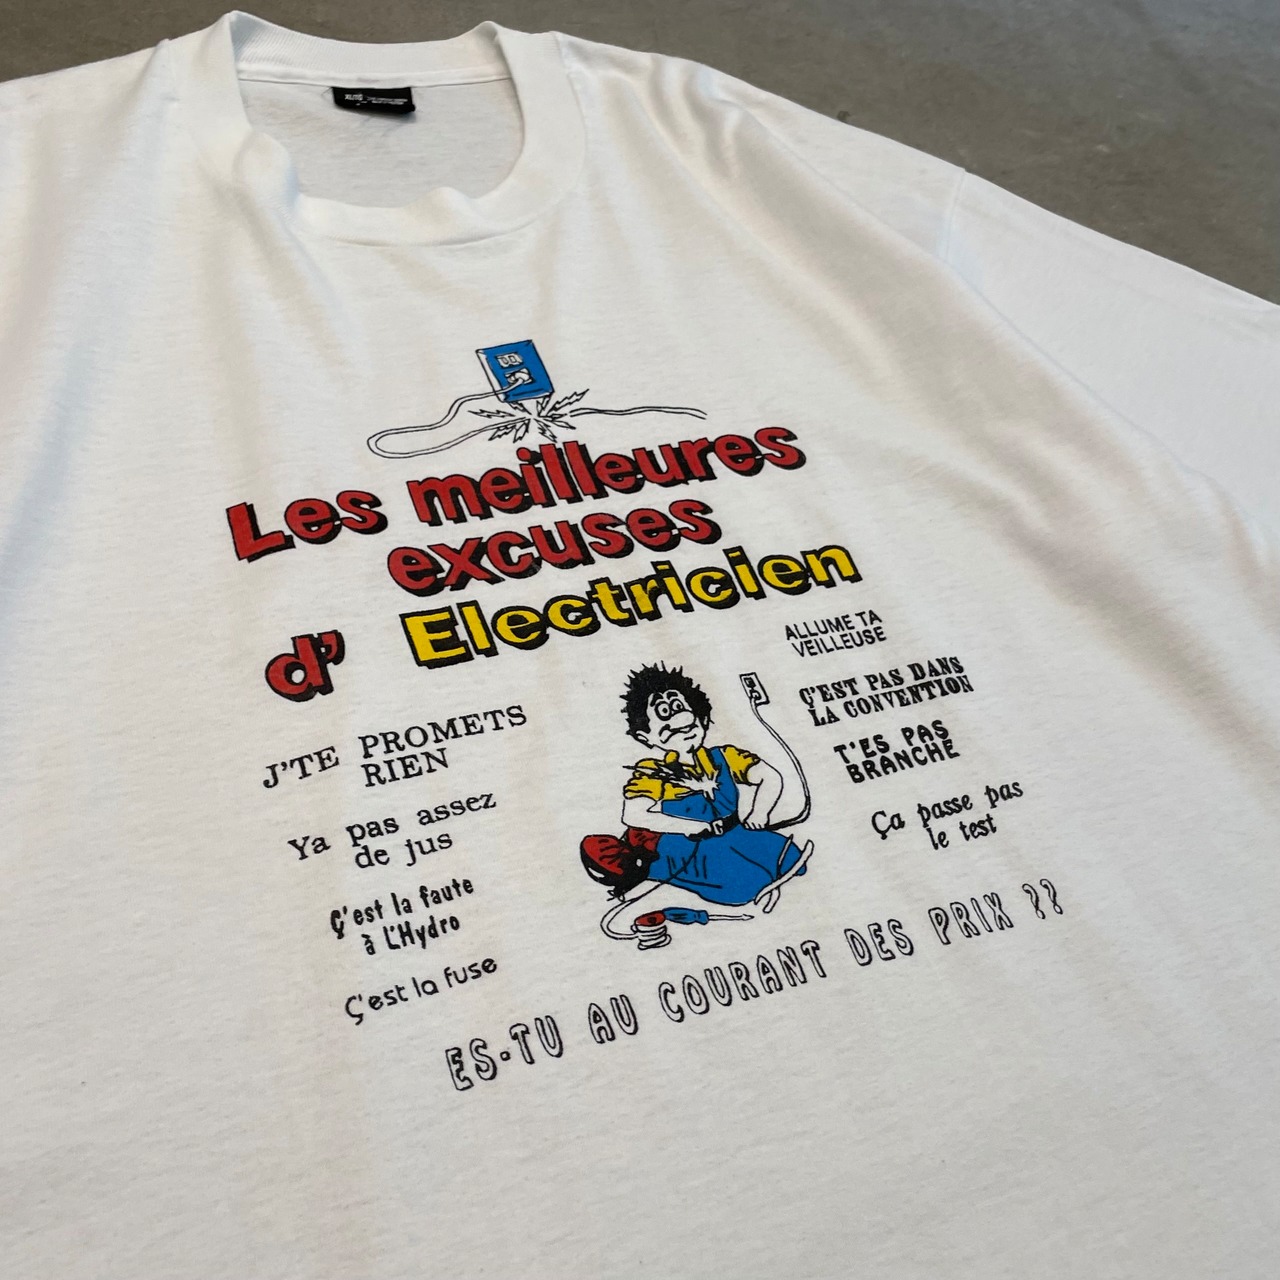 XL/TG
Les meilleures
excuses
d' Electricien
J'TE PROMETS
RIEN
Ya pas assez
de jus
Ç'est la faute
à L'Hydro
Ç'est la fuse
ALLUME TA
VEILLEUSE
Ç'EST PAS DANS
LA CONVENTION
T'ES PAS
BRANCHE
Ça passe pas
le test
ES-TU AU COURANT DES PRIX ??